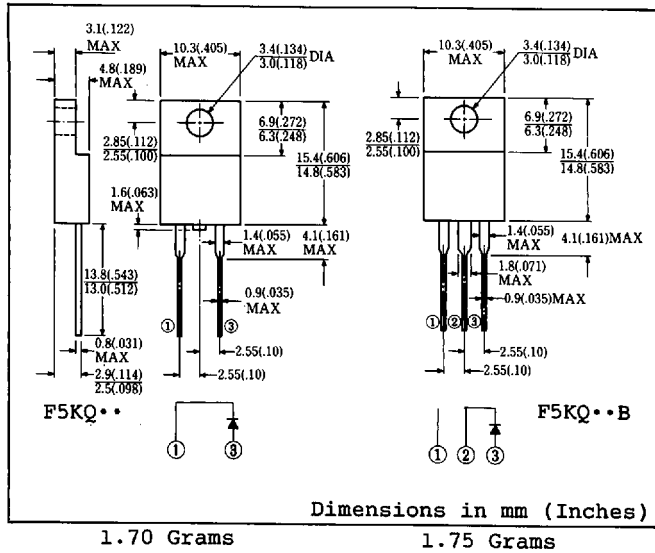 3.1(.122)
MAX
4.8(.189)
MAX
10.3(.405)
MAX
3.4(.134)
3.0(.118) DIA
2.85(.112)
2.55(.100)
6.9(.272)
6.3(.248)
15.4(.606)
14.8(.583)
1.6(.063)
MAX
1.4(.055)
MAX
4.1(.161)
MAX
13.8(.543)
13.0(.512)
0.9(.035)
MAX
① ③
0.8(.031)
MAX
2.9(.114)
2.5(.098)
2.55(.10)
2.55(.10)
F5KQ••
① ③
10.3(.405)
MAX
3.4(.134)
3.0(.118) DIA
2.85(.112)
2.55(.100)
6.9(.272)
6.3(.248)
15.4(.606)
14.8(.583)
1.4(.055)
MAX
4.1(.161)MAX
1.8(.071)
MAX
0.9(.035)MAX
① ② ③
2.55(.10)
2.55(.10)
F5KQ••B
① ② ③
Dimensions in mm (Inches)
1.70 Grams
1.75 Grams